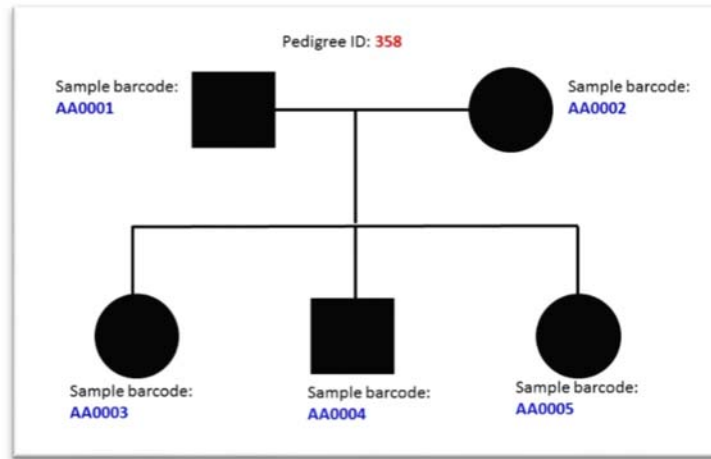 Pedigree ID: 358
Sample barcode:
AA0001
Sample barcode:
AA0002
Sample barcode:
AA0003
Sample barcode:
AA0004
Sample barcode:
AA0005